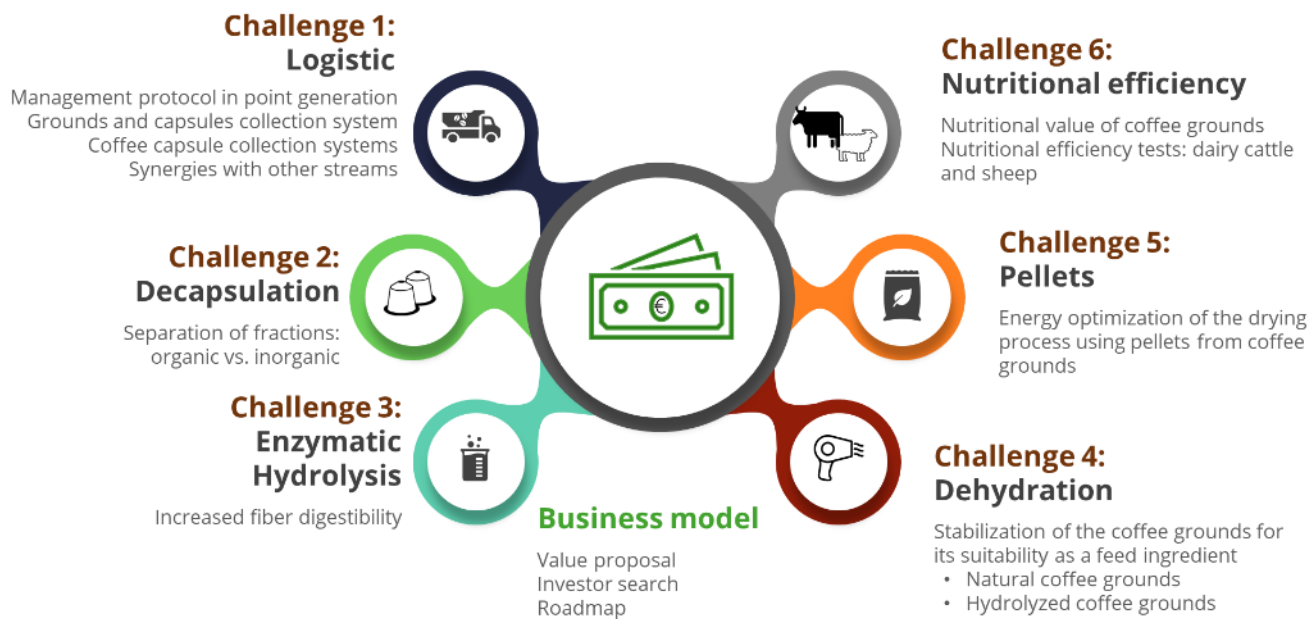 Challenge 1:
Logistic
Management protocol in point generation
Grounds and capsules collection system
Coffee capsule collection systems
Synergies with other streams
Challenge 2:
Decapsulation
Separation of fractions:
organic vs. inorganic
Challenge 3:
Enzymatic
Hydrolysis
Increased fiber digestibility
€
Business model
Value proposal
Investor search
Roadmap
Challenge 6:
Nutritional efficiency
Nutritional value of coffee grounds
Nutritional efficiency tests: dairy cattle
and sheep
Challenge 5:
Pellets
Energy optimization of the drying
process using pellets from coffee
grounds
Challenge 4:
Dehydration
Stabilization of the coffee grounds for
its suitability as a feed ingredient
• Natural coffee grounds
• Hydrolyzed coffee grounds